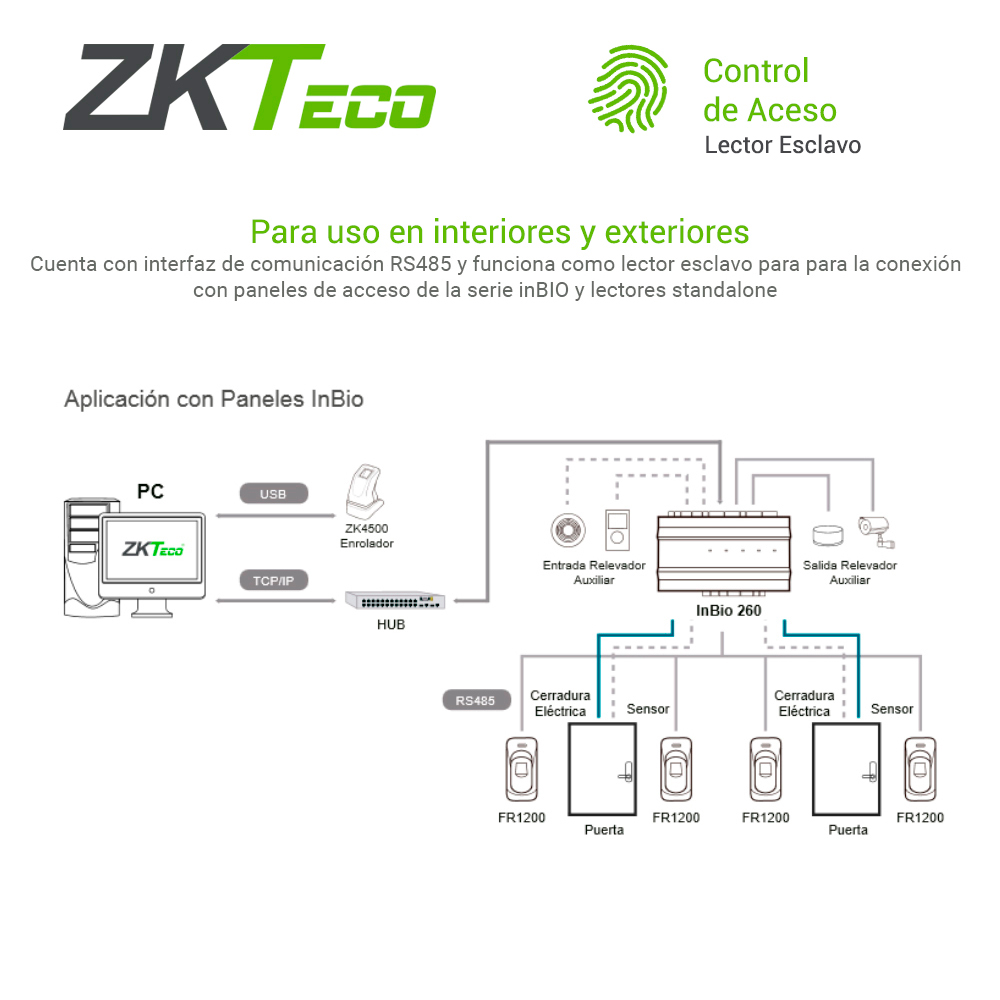 ZKTECO
Control
de Aceso
Lector Esclavo
Para uso en interiores y exteriores
Cuenta con interfaz de comunicación RS485 y funciona como lector esclavo para para la conexión
con paneles de acceso de la serie inBIO y lectores standalone
Aplicación con Paneles InBio
PC
USB
ZK4500
Enrolador
ZKTECO
TCP/IP
HUB
Entrada Relevador
Auxiliar
Salida Relevador
Auxiliar
InBio 260
RS485
Cerradura
Eléctrica
Sensor
Cerradura
Eléctrica
Sensor
FR1200
Puerta
FR1200
FR1200
Puerta
FR1200